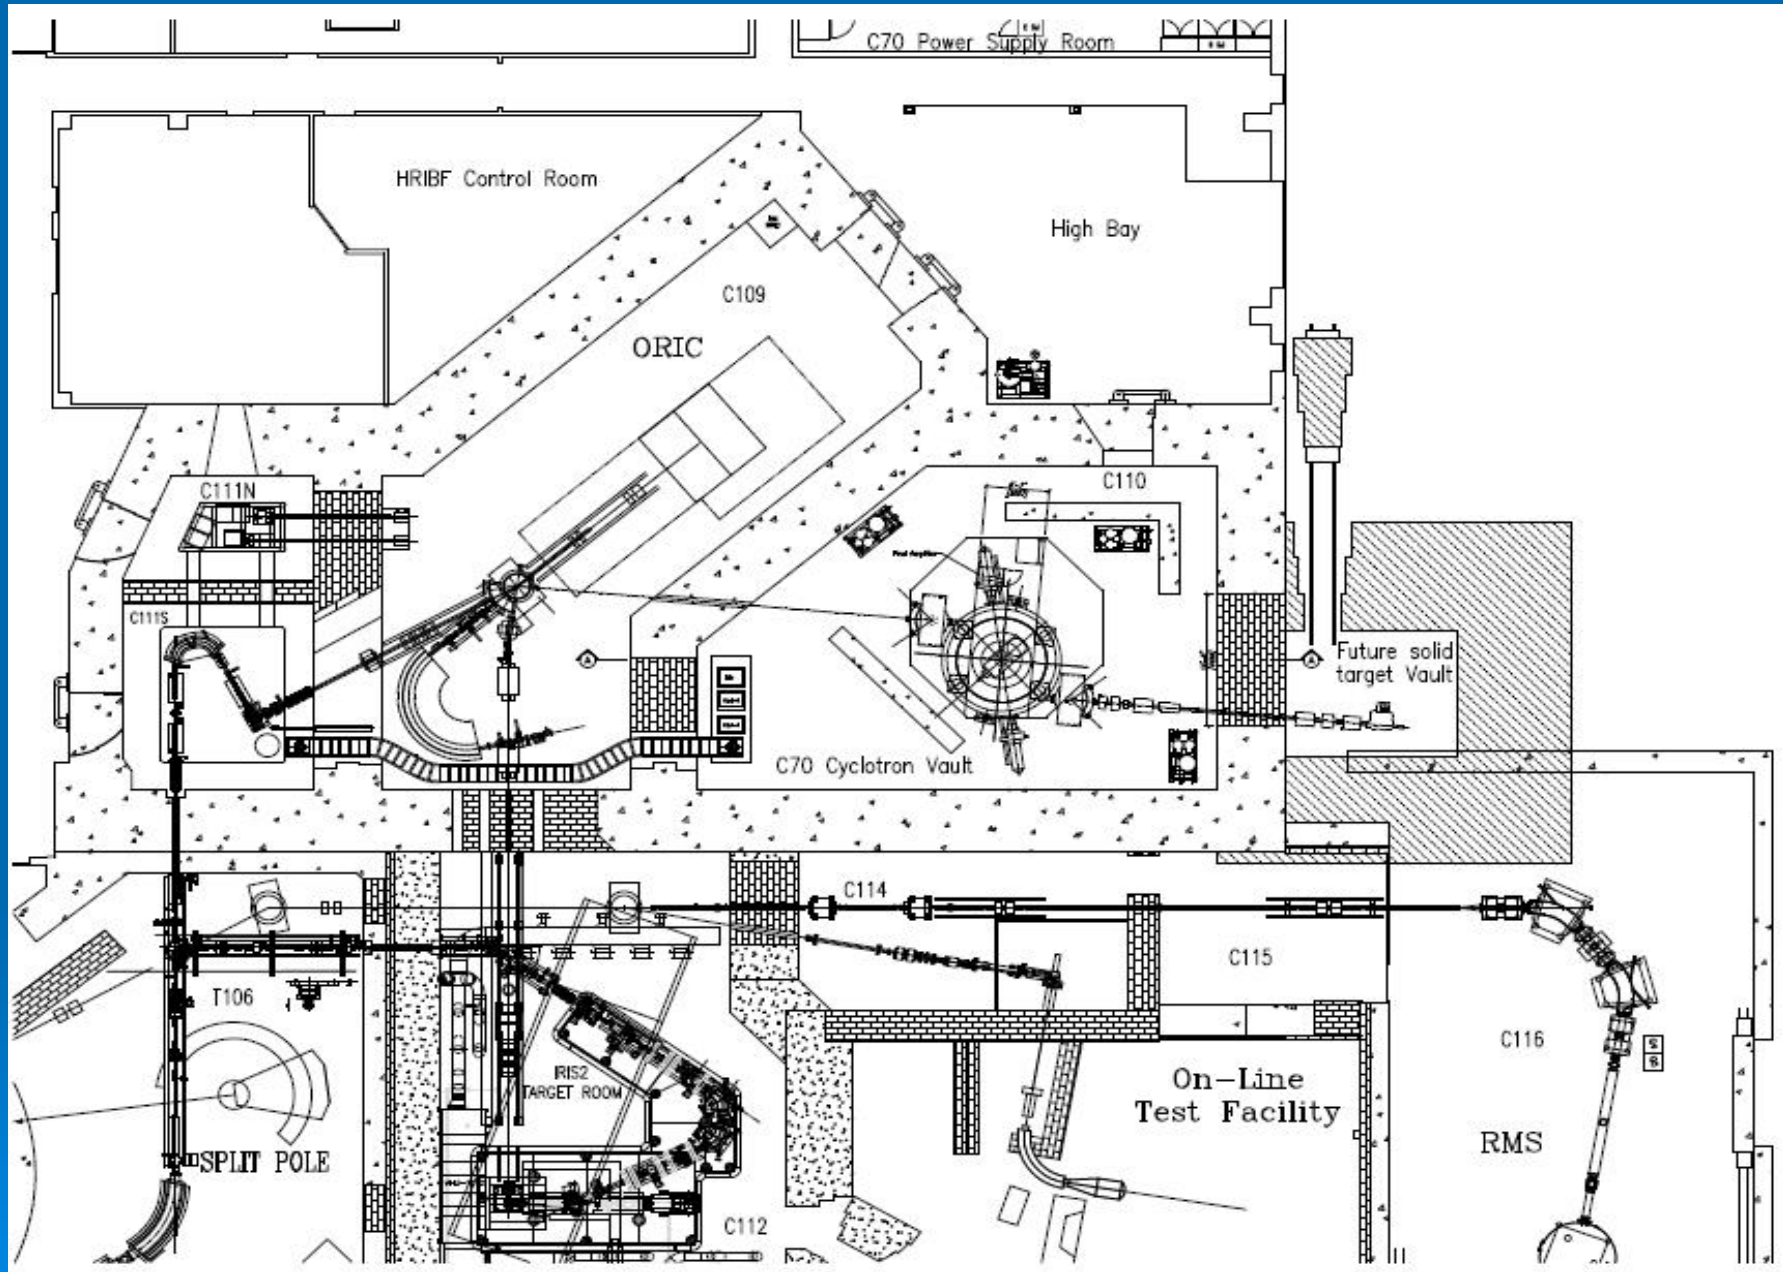 C70 Power Supply Room
HRIBF Control Room
High Bay
C109
ORIC
C111N
C110
C111S
A
A
Future solid
target Vault
C70 Cyclotron Vault
C114
C115
T106
C116
IRIS2
TARGET ROOM
On-Line
Test Facility
SPLIT POLE
RMS
C112